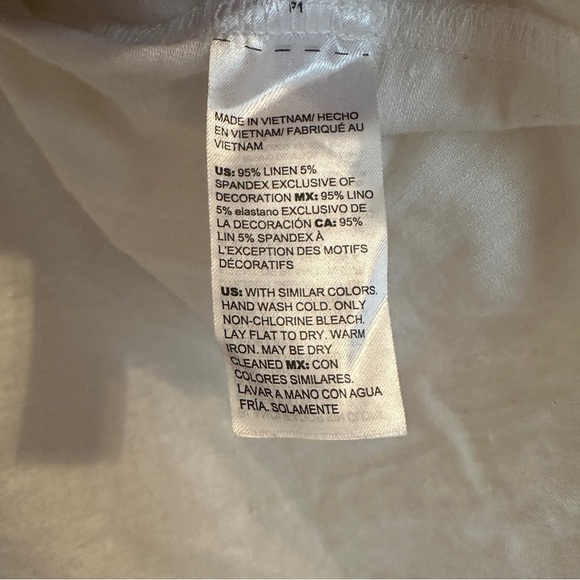 MADE IN VIETNAM/ HECHO
EN VIETNAM/ FABRIQUÉ AU
VIETNAM
US: 95% LINEN 5%
SPANDEX EXCLUSIVE OF
DECORATION MX: 95% LINO
5% elastano EXCLUSIVO DE
LA DECORACIÓN CA: 95%
LIN 5% SPANDEX À
L'EXCEPTION DES MOTIFS
DÉCORATIFS
US: WITH SIMILAR COLORS.
HAND WASH COLD. ONLY
NON-CHLORINE BLEACH.
LAY FLAT TO DRY. WARM
IRON. MAY BE DRY
CLEANED MX: CON
COLORES SIMILARES.
LAVAR A MANO CON AGUA
FRÍA. SOLAMENTE